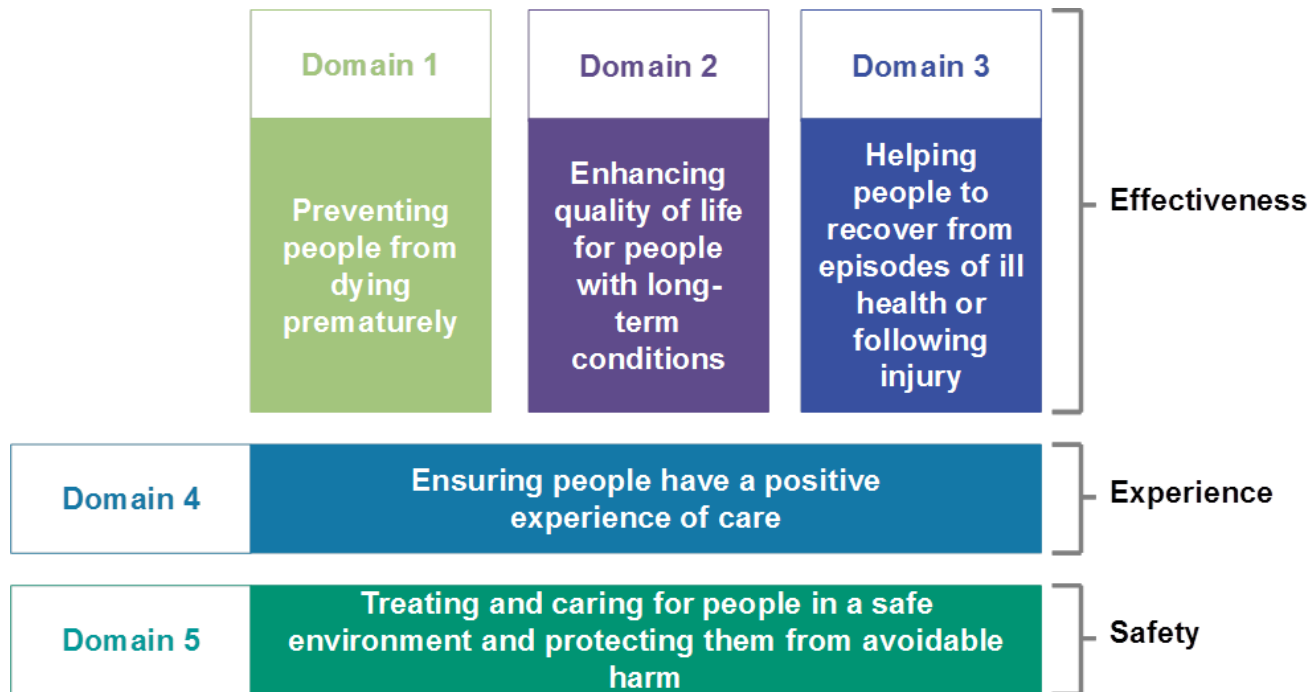 Domain 1
Preventing
people from
dying
prematurely
Domain 2
Enhancing
quality of life
for people
with long-
term
conditions
Domain 3
Helping
people to
recover from
episodes of ill
health or
following
injury
Effectiveness
Domain 4
Ensuring people have a positive
experience of care
Experience
Domain 5
Treating and caring for people in a safe
environment and protecting them from avoidable
harm
Safety